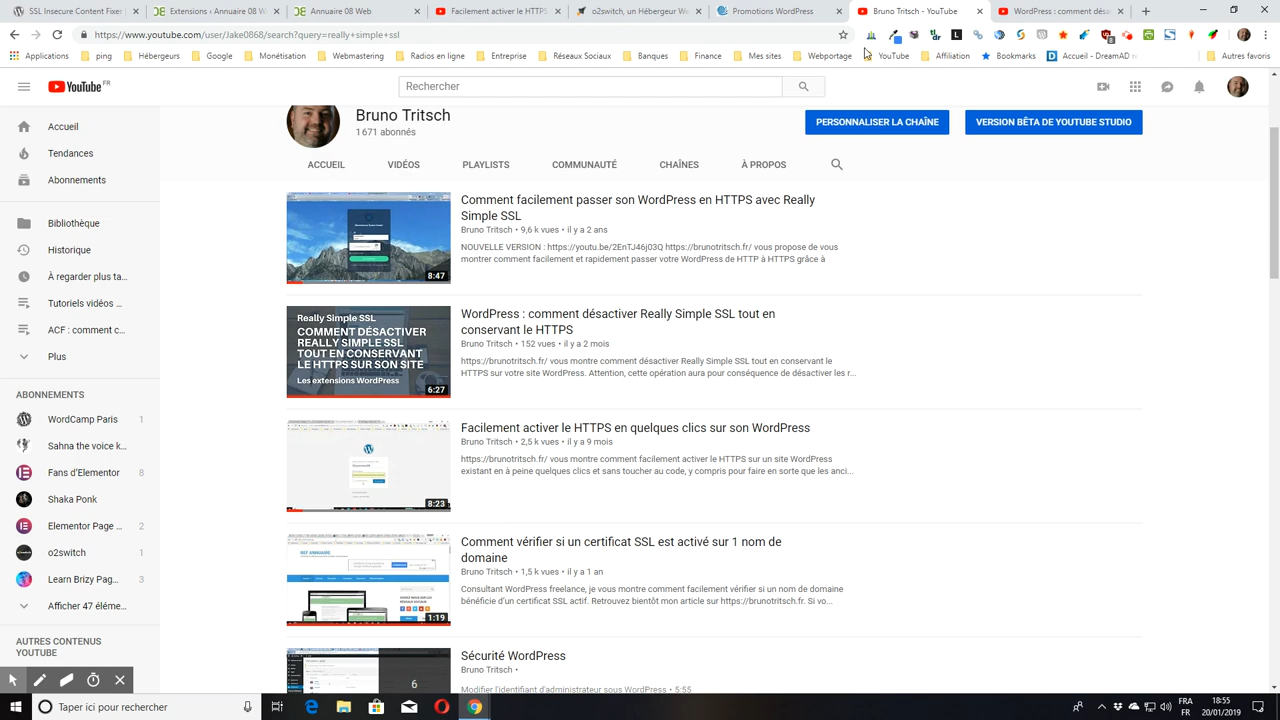 SSL Insecure Content Fixer
Extensions ‹ Annuaire 08 W
Activement facile le HTTPS
o2switch, un Hébergeur We
Promotions WordPress
Bruno Tritsch - YouTube
WordPress : comment désa
https://www.youtube.com/user/Jake0868/search?query=really+simple+ssl
Applications
ping
Hébergeurs
Google
Monétisation
Webmastering
Radios en ligne
Entreprise
Réseaux Sociaux
Banques
Finance
Mes sites
Webportage
YouTube
Affiliation
Bookmarks
Accueil - DreamAD n
Autres favoris
YouTube FR
Rechercher
Bruno Tritsch
1 671 abonnés
PERSONNALISER LA CHAÎNE
VERSION BÊTA DE YOUTUBE STUDIO
ACCUEIL
VIDÉOS
PLAYLISTS
COMMUNAUTÉ
CHAÎNES
À PROPOS
Accueil
Tendances
Abonnements
Bibliothèque
Historique
À regarder plus ta...
Tutoriels vidéos ...
ACF : comment c...
Plus
ABONNEMENTS
WordCamp Paris 1
Salvatore Adamo
Fans d'Elementor 8
Shaka Ponk
Elementor Page ... 2
GoTritch 1
Alban Bartoli
Afficher 7 autre...
AUTRES CONTENUS
YOUTUBE
Comment facilement passer son WordPress en HTTPS avec Really
Simple SSL
Bruno Tritsch • 9,6 k vues • il y a 2 ans
NOUVELLE VERSION : https://youtu.be/2EnTJ46j03Q https://brunotritsch.fr/ vous propose de vous
montrer comment facilement et rapidement passer votre WordPress de HTTP à HTTPS grâce à
8:47
Really Simple SSL
COMMENT DÉSACTIVER
REALLY SIMPLE SSL
TOUT EN CONSERVANT
LE HTTPS SUR SON SITE
Les extensions WordPress
6:27
WordPress : comment désactiver Really Simple SSL tout en
conservant le HTTPS
Bruno Tritsch • 152 vues • il y a 2 mois
https://brunotritsch.fr/ vous montre comment désactiver Really Simple SSL tout en conservant le
HTTPS sur votre site WordPress. Attention, cette opération aura pour conséquence de désactiver les r...
Facilement activer le HTTPS en quelques clics sur son WordPress
Bruno Tritsch • 2,5 k vues • il y a 9 mois
https://brunotritsch.fr/ vous montre comment facilement activer le HTTPS sur un site WordPress
existant en à peine quelques clics et sans toucher au code, y compris pour faire en sorte que les anci...
8:23
Comment vérifier si un certificat SSL est activé sur un nom de
domaine
Bruno Tritsch • 1,5 k vues • il y a 1 an
Consultant WordPress freelance, je vous montre comment facilement vérifier si un nom de domaine
bénéficie d'un certificat SSL actif. Retrouvez bientôt mon article sur https://brunotritsch.fr. Si vo...
REF ANNUAIRE
1:19
Sécurité WordPress
Bruno Tritsch •
Modifier l'identifiant d'administrateur sous WordPress • 5:55
6
Taper ici pour rechercher
FRA
FR
18:55
20/01/2019